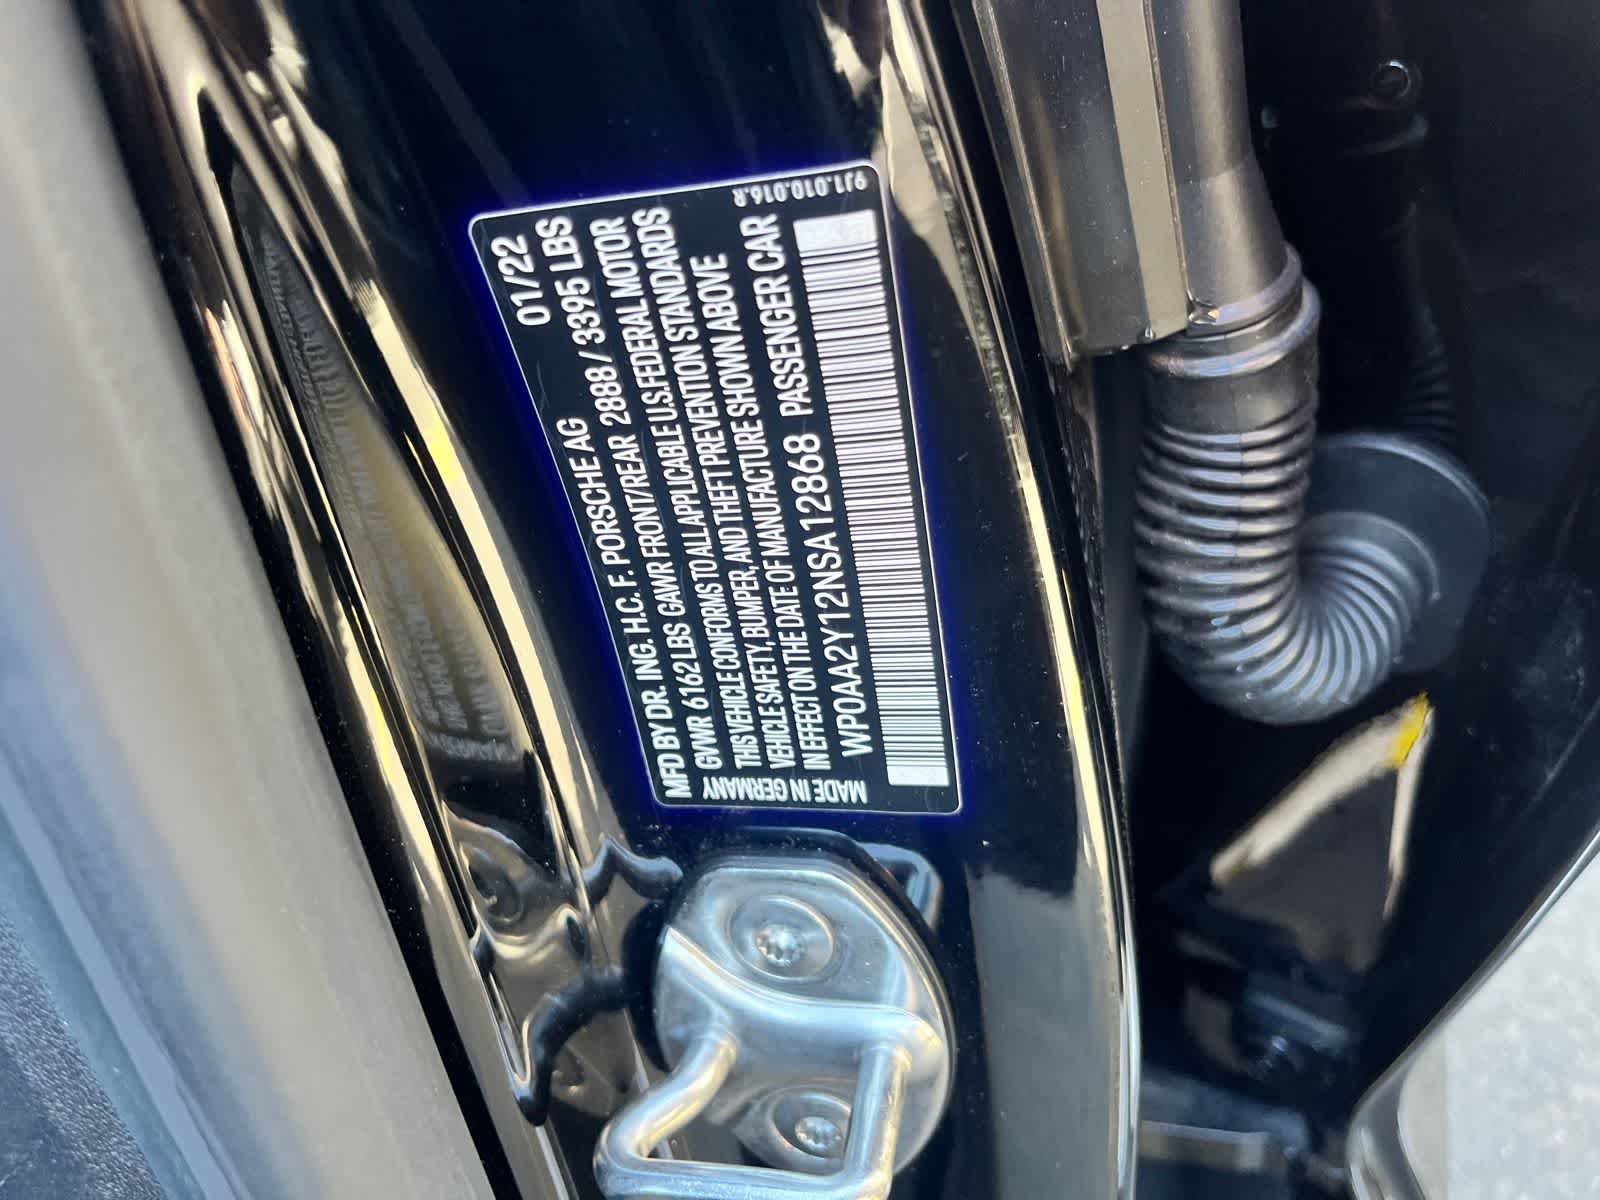 MFD BY DR. ING. H.C. F. PORSCHE AG 01/22
GVWR 6162 LBS GAWR FRONT/REAR 2888 / 3395 LBS
THIS VEHICLE CONFORMS TO ALL APPLICABLE U.S. FEDERAL MOTOR
VEHICLE SAFETY, BUMPER, AND THEFT PREVENTION STANDARDS
IN EFFECT ON THE DATE OF MANUFACTURE SHOWN ABOVE
WP0AA2Y12NSA12868 PASSENGER CAR
MADE IN GERMANY
9J1.010.016.R